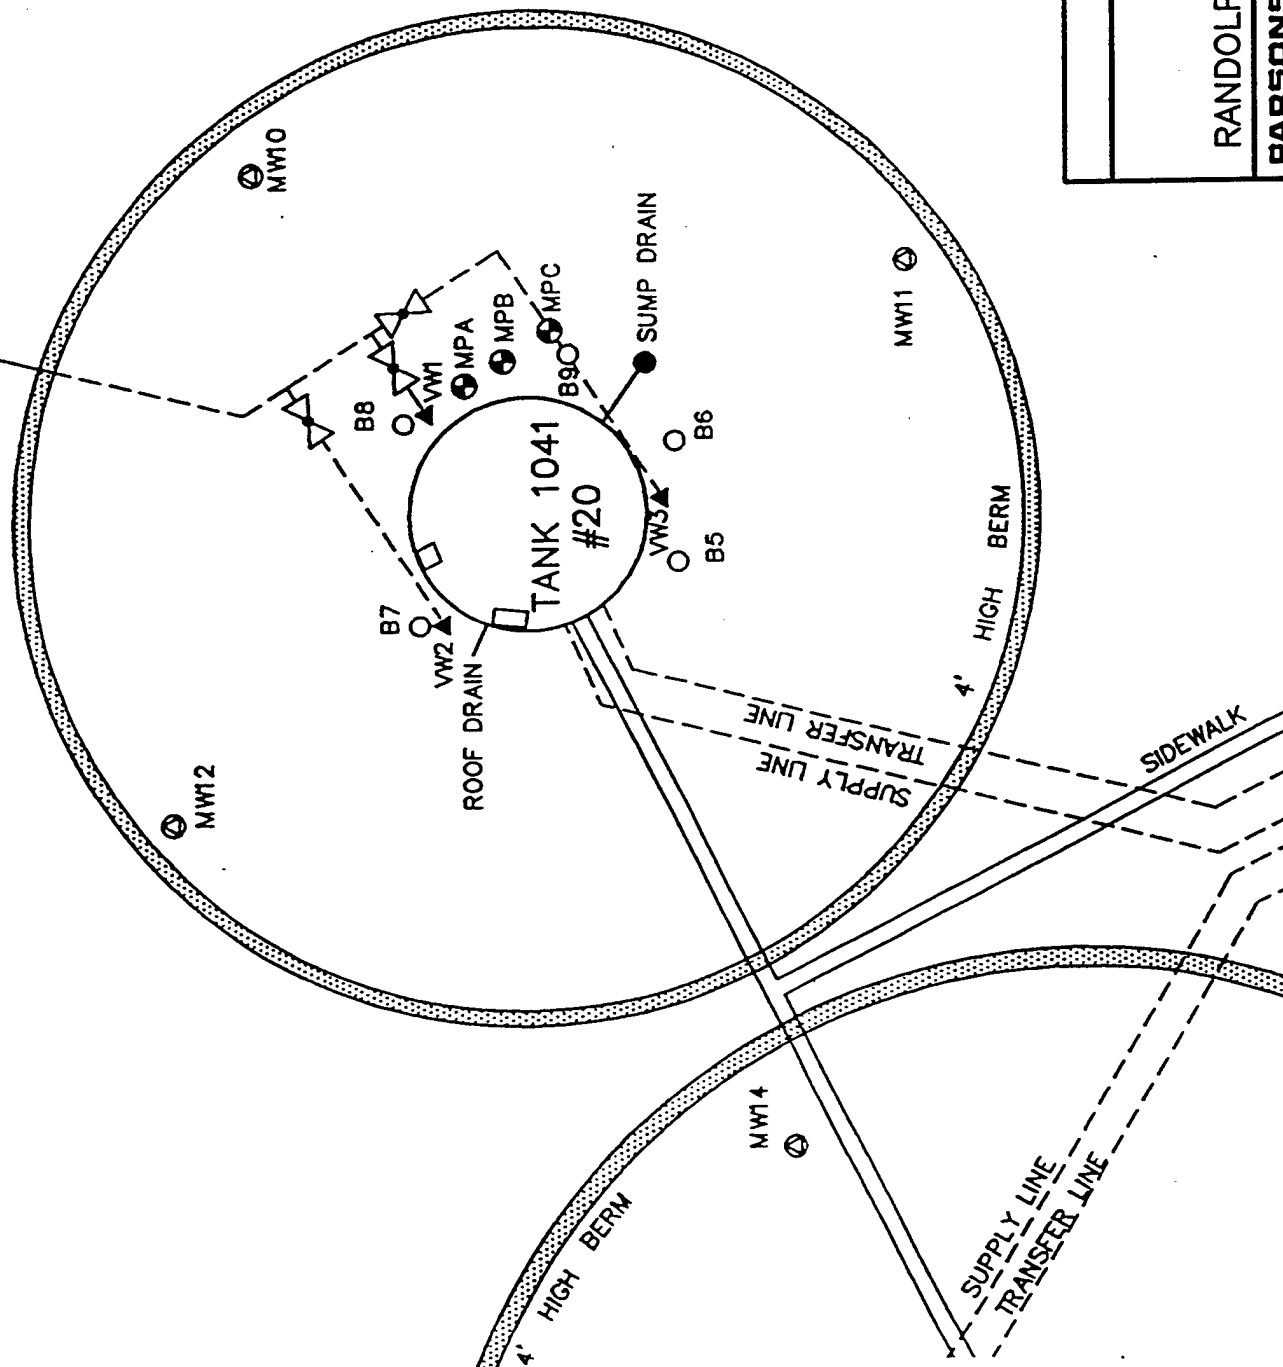 RANDOLP
PARSONS
MW10
SUMP DRAIN
MPC
MPB
MPA
VW1
B8
B9
MW11
B6
TANK 1041
#20
VW3
B5
B7
VW2
ROOF DRAIN
4' HIGH BERM
TRANSFER LINE
SUPPLY LINE
SIDEWALK
MW12
MW14
4' HIGH BERM
SUPPLY LINE
TRANSFER LINE